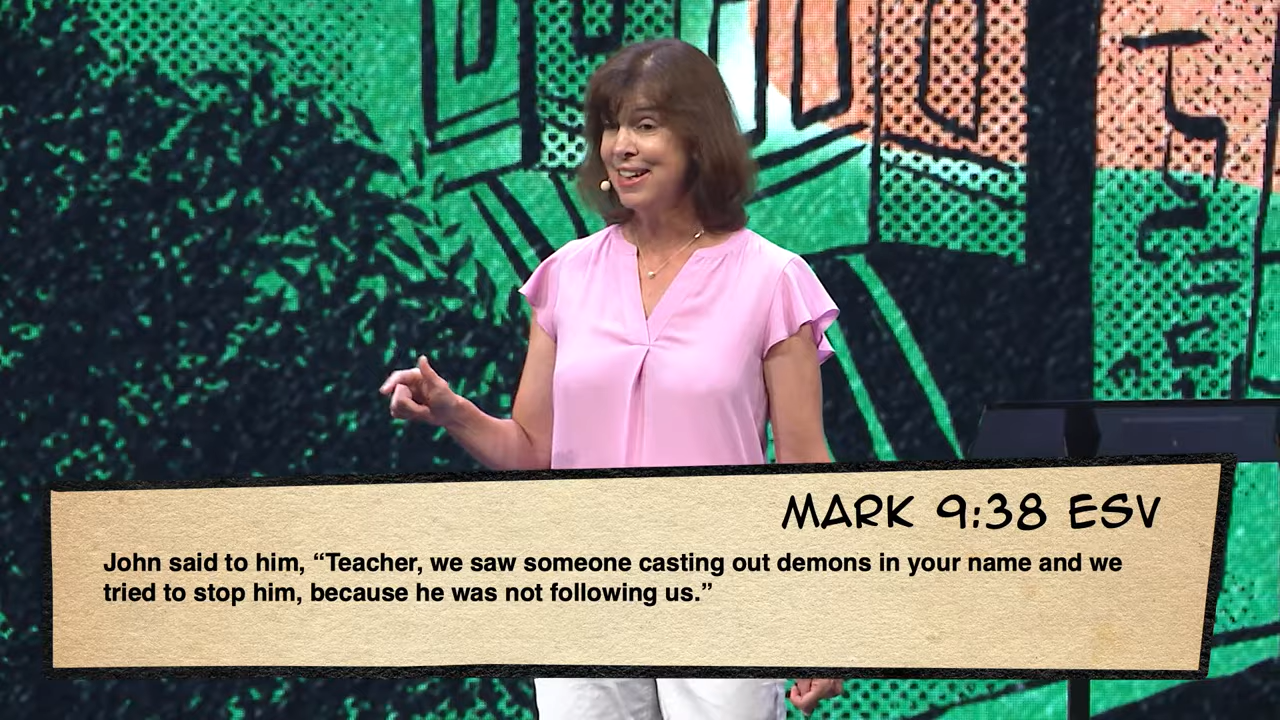 MARK 9:38 ESV
John said to him, “Teacher, we saw someone casting out demons in your name and we
tried to stop him, because he was not following us.”